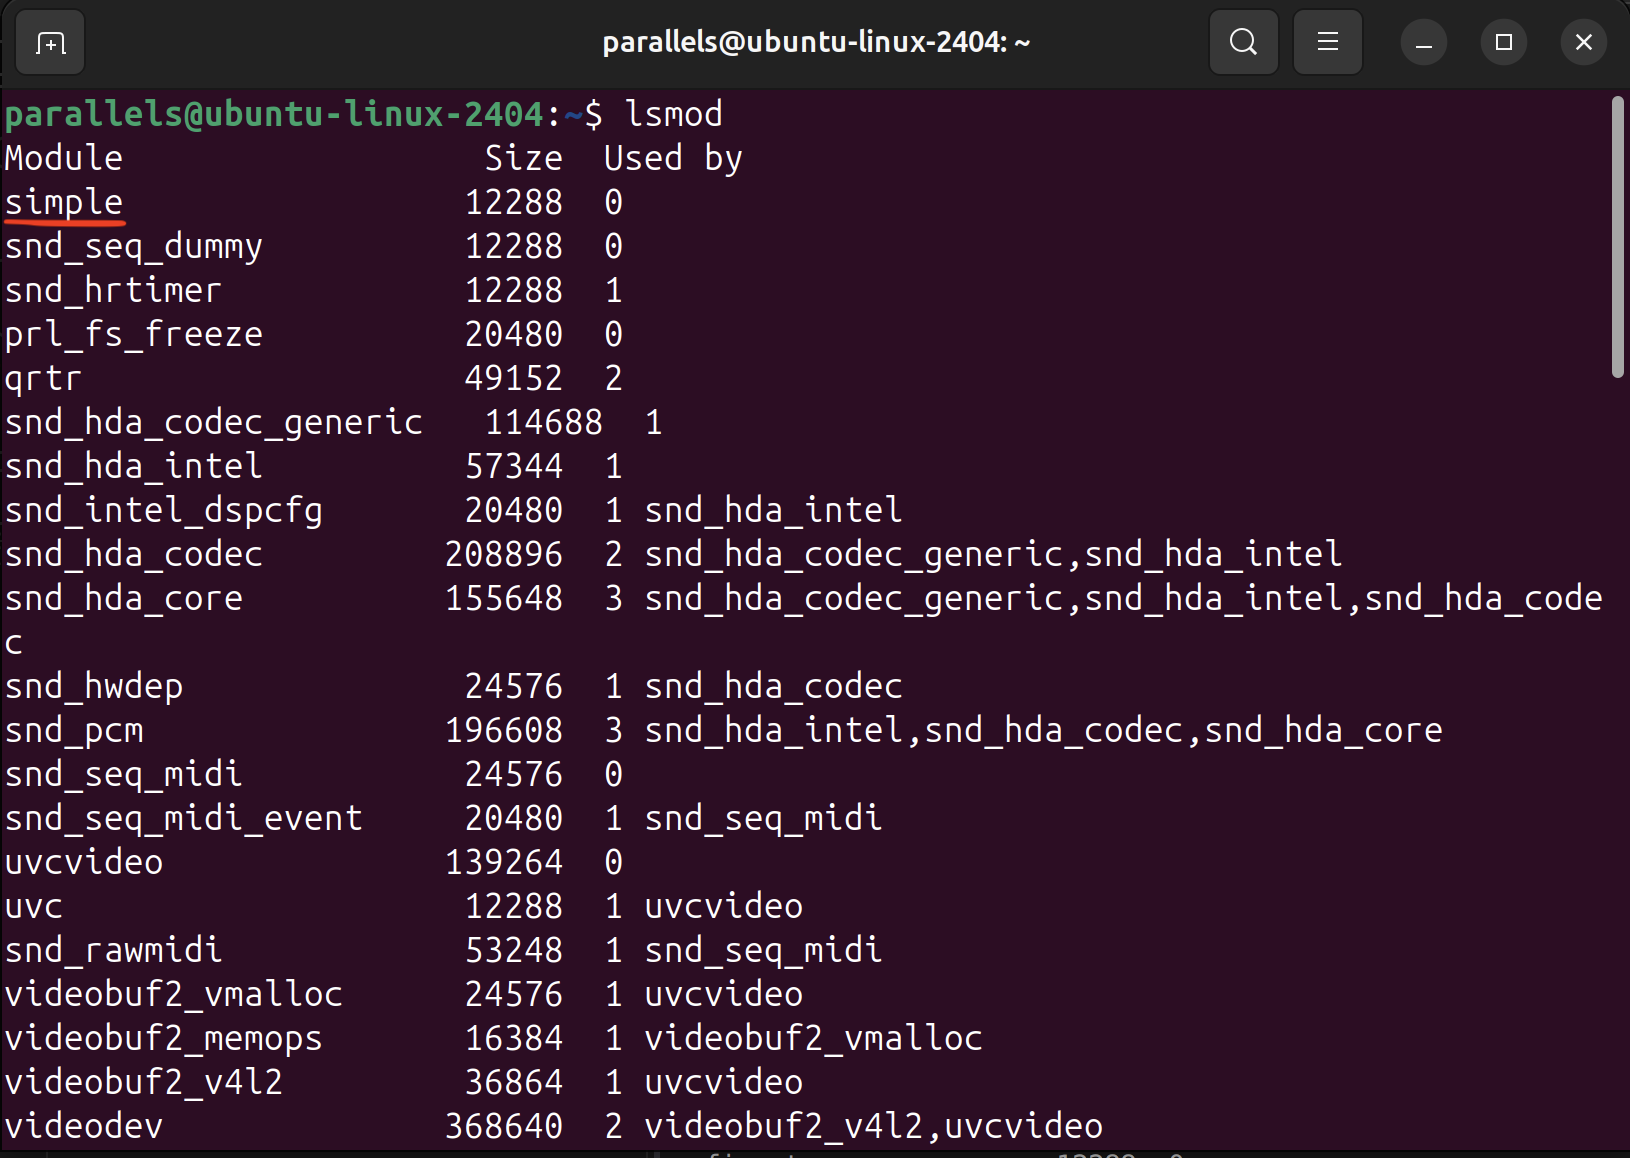 parallels@ubuntu-linux-2404: ~
parallels@ubuntu-linux-2404:~$ lsmod
Module                  Size  Used by
simple                 12288  0
snd_seq_dummy          12288  0
snd_hrtimer            12288  1
prl_fs_freeze          20480  0
qrtr                   49152  2
snd_hda_codec_generic   114688  1
snd_hda_intel          57344  1
snd_intel_dspcfg       20480  1 snd_hda_intel
snd_hda_codec         208896  2 snd_hda_codec_generic,snd_hda_intel
snd_hda_core          155648  3 snd_hda_codec_generic,snd_hda_intel,snd_hda_code
c
snd_hwdep              24576  1 snd_hda_codec
snd_pcm               196608  3 snd_hda_intel,snd_hda_codec,snd_hda_core
snd_seq_midi           24576  0
snd_seq_midi_event     20480  1 snd_seq_midi
uvcvideo              139264  0
uvc                    12288  1 uvcvideo
snd_rawmidi            53248  1 snd_seq_midi
videobuf2_vmalloc      24576  1 uvcvideo
videobuf2_memops       16384  1 videobuf2_vmalloc
videobuf2_v4l2         36864  1 uvcvideo
videodev              368640  2 videobuf2_v4l2,uvcvideo